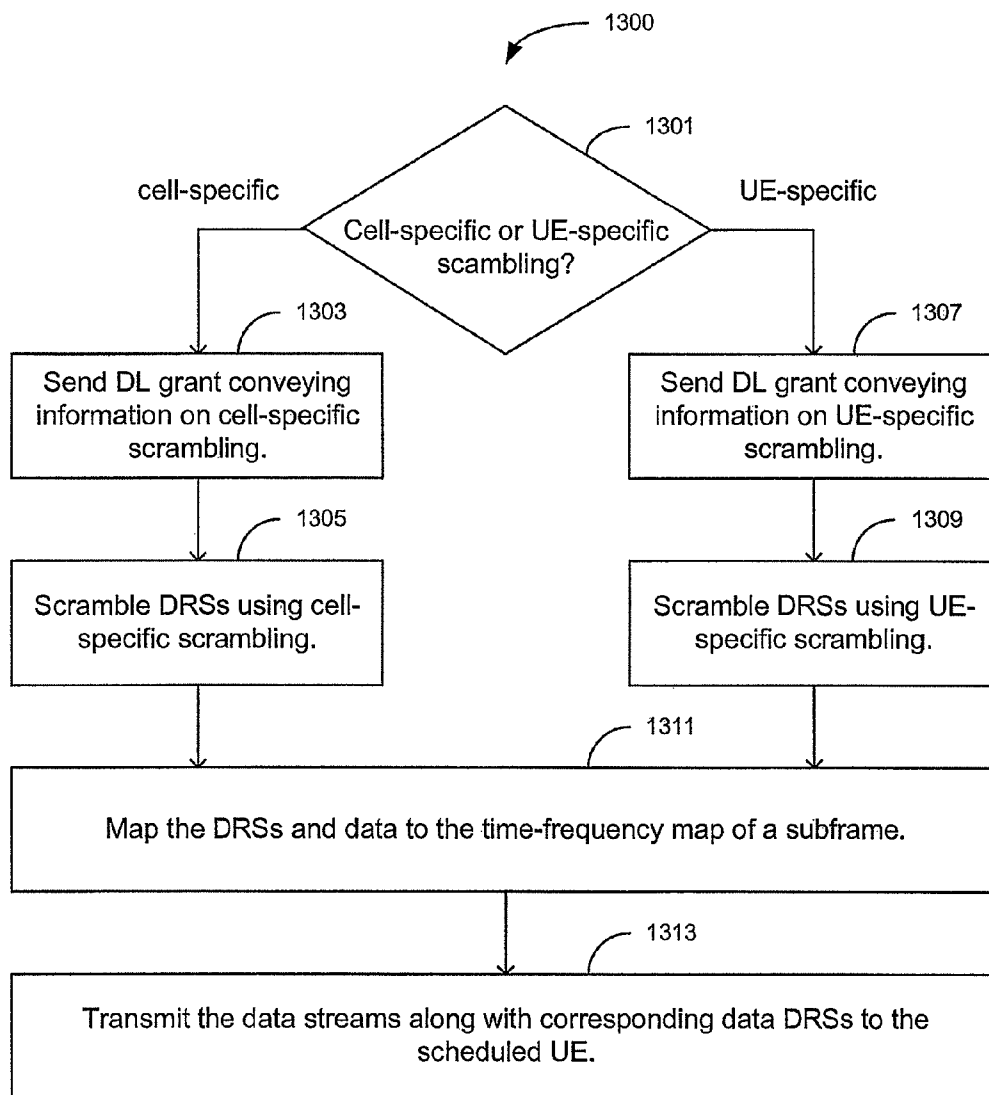 1300
1301
cell-specific
UE-specific
Cell-specific or UE-specific
scambling?
1303
1307
Send DL grant conveying
information on cell-specific
scrambling.
Send DL grant conveying
information on UE-specific
scrambling.
1305
1309
Scramble DRSs using cell-
specific scrambling.
Scramble DRSs using UE-
specific scrambling.
1311
Map the DRSs and data to the time-frequency map of a subframe.
1313
Transmit the data streams along with corresponding data DRSs to the
scheduled UE.